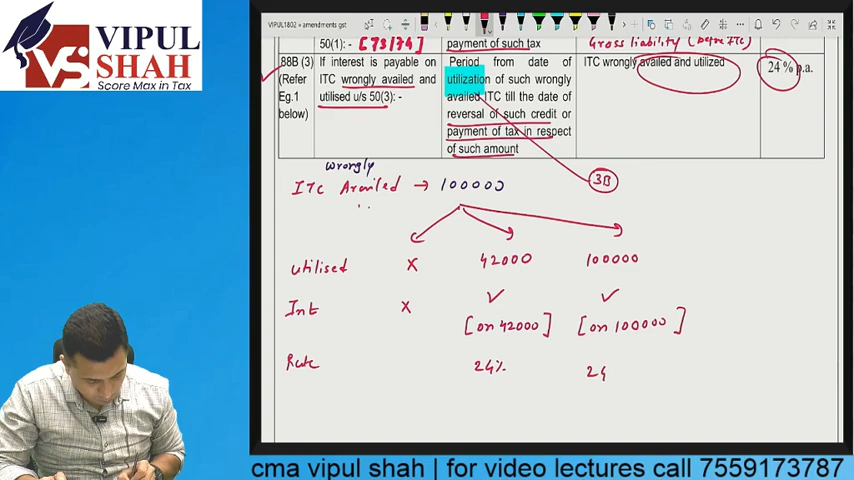 VIPUL1802 + amendments gst
VIPUL
SHAH
Score Max in Tax
VS
50(1): - [73/74]
payment of such tax
Gross liability (Before ITC)
88B (3)
(Refer
Eg.1
below)
If interest is payable on
ITC wrongly availed and
utilised u/s 50(3): -
Period from date of
utilization of such wrongly
availed ITC till the date of
reversal of such credit or
payment of tax in respect
of such amount
ITC wrongly availed and utilized
24 % p.a.
3B
wrongly
ITC Availed → 100000
utilised X 42000 100000
Int X ✓ ✓
[on 42000] [on 100000]
Rate 24% 24
cma vipul shah | for video lectures call 7559173787